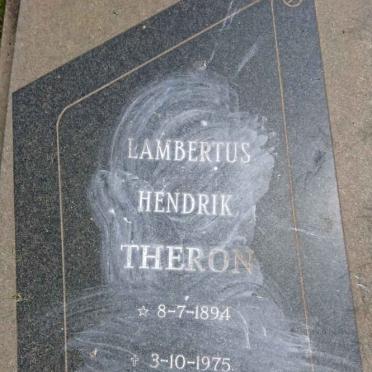 LAMBERTUS
HENDRIK
THERON
☆ 8-7-1894
✞ 3-10-1975